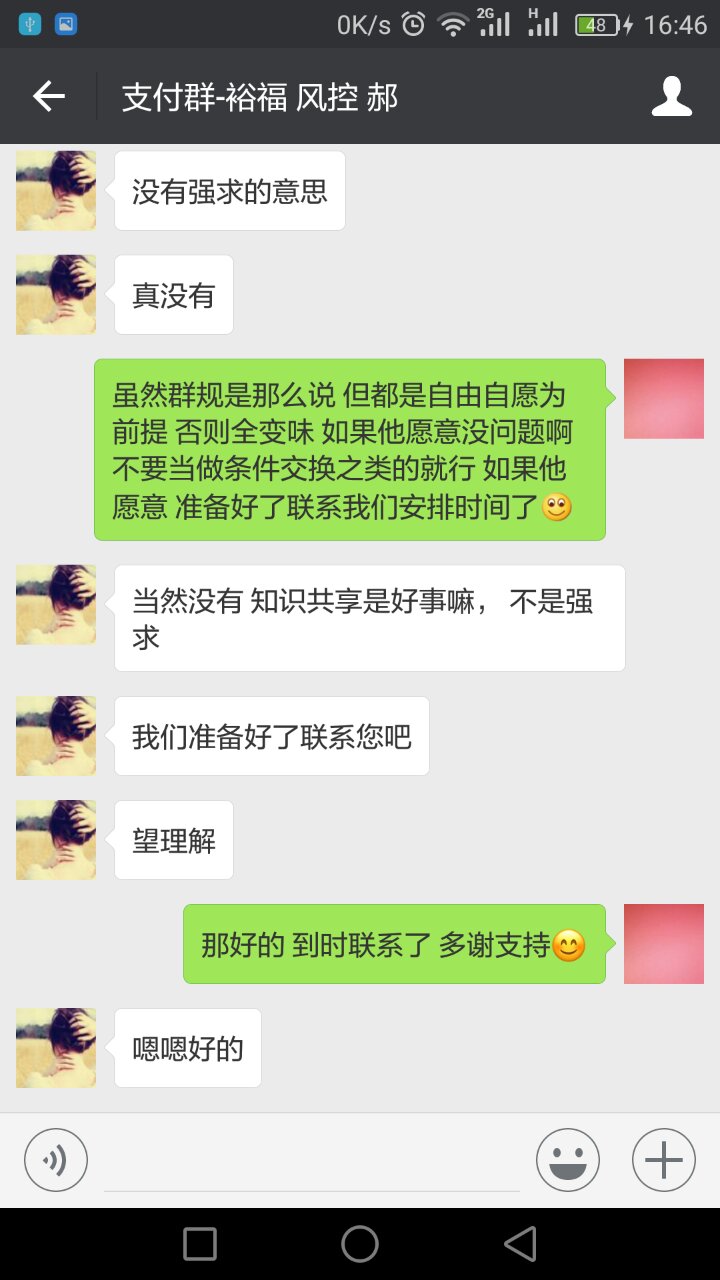 0K/s 2G H 48 16:46
支付群-裕福 风控 郝
没有强求的意思
真没有
虽然群规是那么说 但都是自由自愿为
前提 否则全变味 如果他愿意没问题啊
不要当做条件交换之类的就行 如果他
愿意 准备好了联系我们安排时间了
当然没有 知识共享是好事嘛， 不是强
求
我们准备好了联系您吧
望理解
那好的 到时联系了 多谢支持
嗯嗯好的